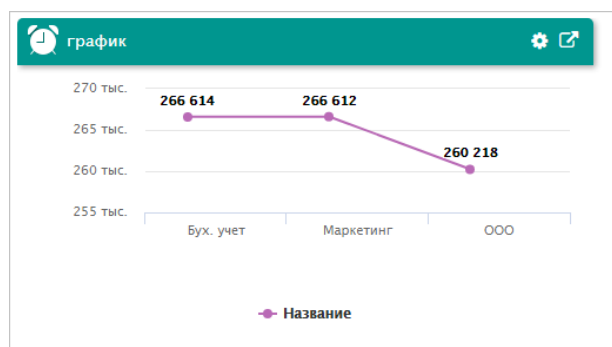 график
270 тыс.
266 614 266 612
265 тыс.
260 218
260 тыс.
255 тыс.
Бух. учет Маркетинг ООО
Название